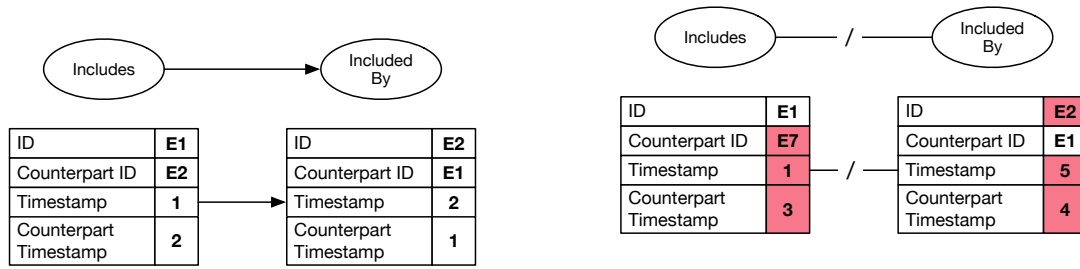 Includes
Included
By
ID E1
Counterpart ID E2
Timestamp 1
Counterpart
Timestamp 2
ID E2
Counterpart ID E1
Timestamp 2
Counterpart
Timestamp 1
Includes
/
Included
By
ID E1
Counterpart ID E7
Timestamp 1
Counterpart
Timestamp 3
/
ID E2
Counterpart ID E1
Timestamp 5
Counterpart
Timestamp 4